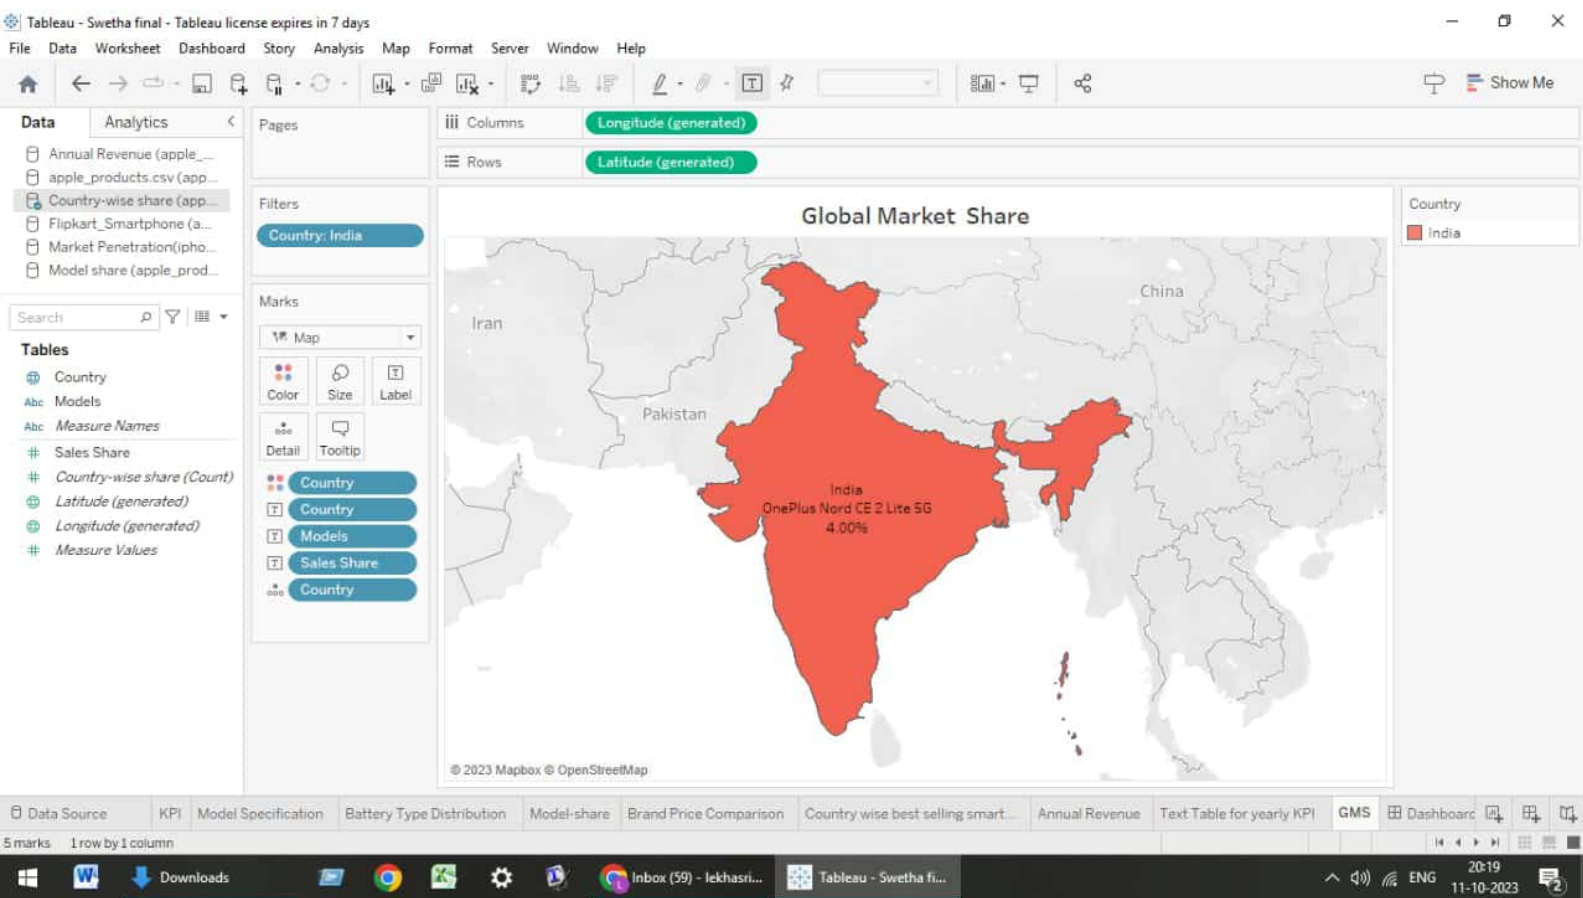 Tableau - Swetha final - Tableau license expires in 7 days
File Data Worksheet Dashboard Story Analysis Map Format Server Window Help
Show Me
Data Analytics
Annual Revenue (apple_...
apple_products.csv (app...
Country-wise share (app...
Flipkart_Smartphone (a...
Market Penetration(ipho...
Model share (apple_prod...
Search
Tables
Country
Abc Models
Abc Measure Names
# Sales Share
# Country-wise share (Count)
Latitude (generated)
Longitude (generated)
# Measure Values
Pages
Filters
Country: India
Marks
Map
Color Size Label
Detail Tooltip
Country
Country
Models
Sales Share
Country
Columns Longitude (generated)
Rows Latitude (generated)
Global Market Share
Iran
China
Pakistan
India
OnePlus Nord CE 2 Lite 5G
4.00%
© 2023 Mapbox © OpenStreetMap
Country
India
Data Source KPI Model Specification Battery Type Distribution Model-share Brand Price Comparison Country wise best selling smart... Annual Revenue Text Table for yearly KPI GMS Dashboard
5 marks 1 row by 1 column
Downloads Inbox (59) - lekhasri... Tableau - Swetha fi... ENG 20:19
11-10-2023
2